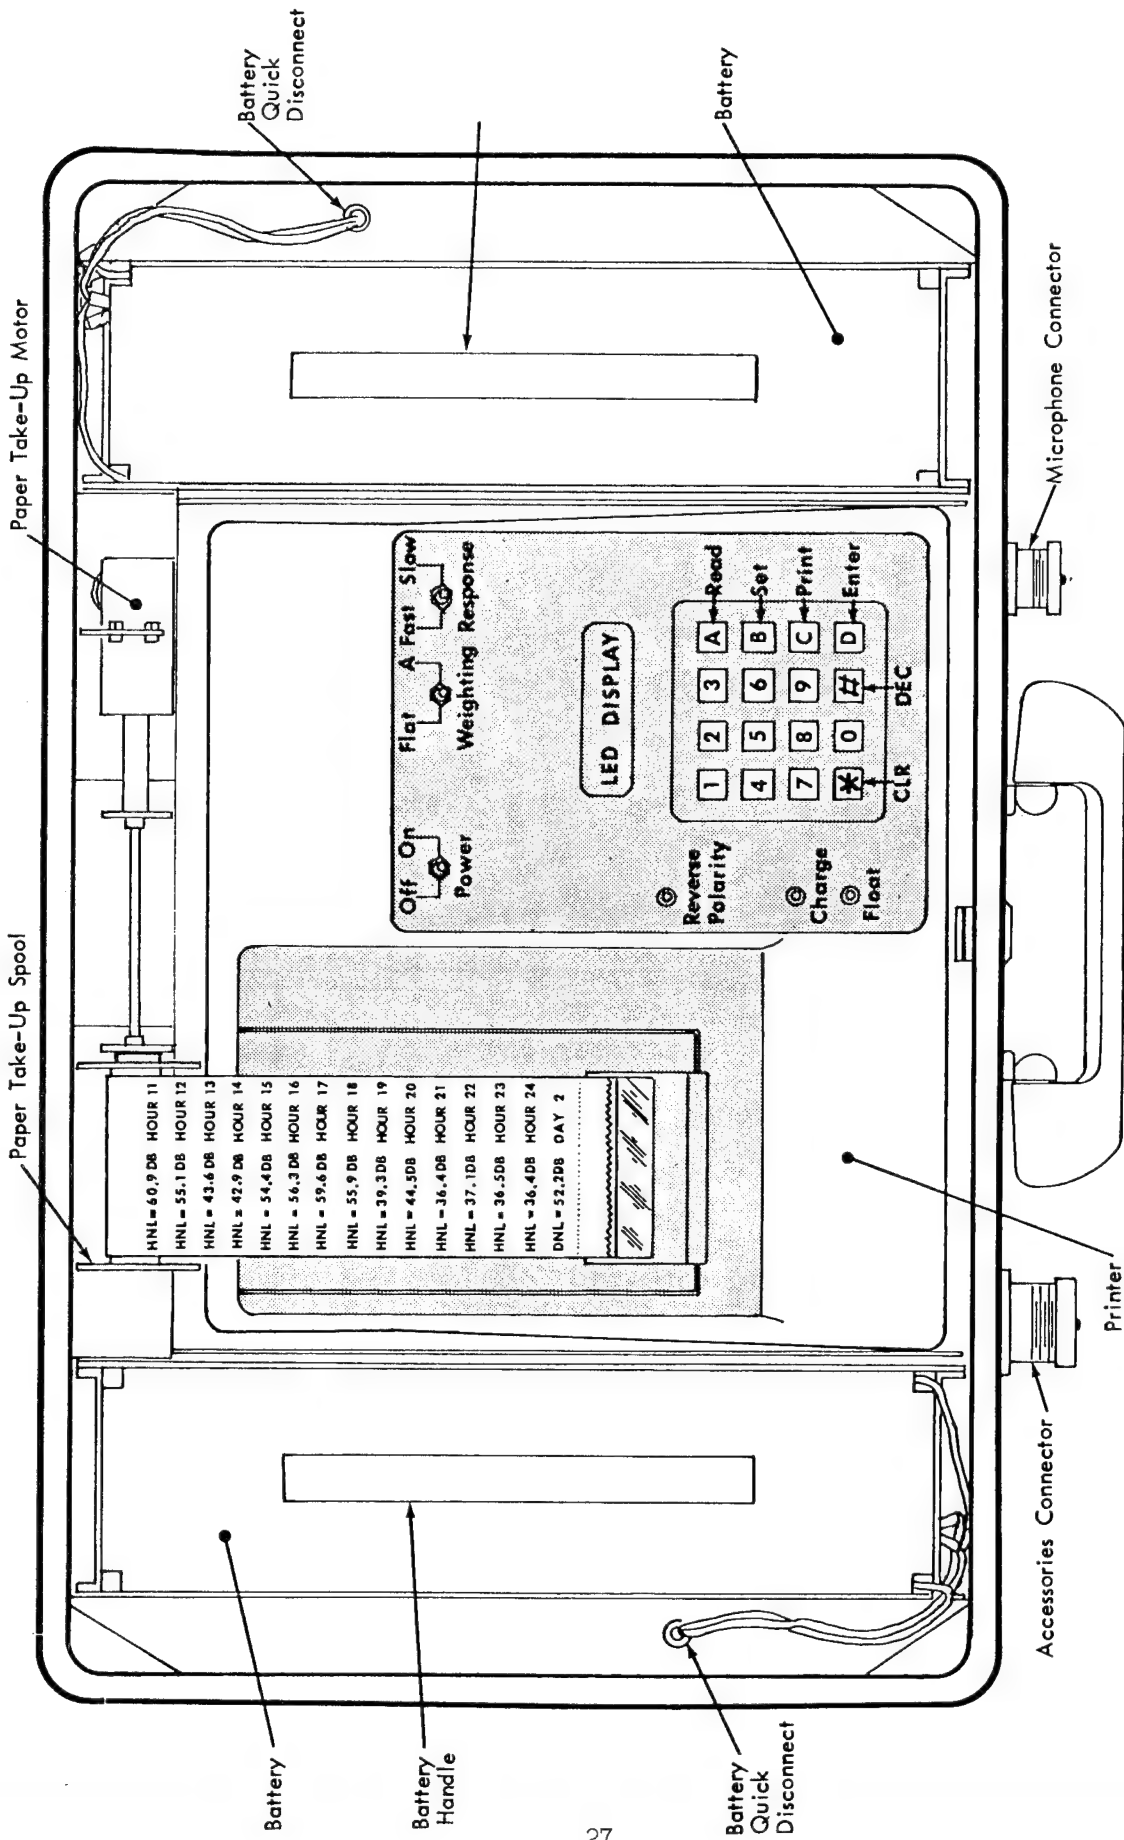 Paper Take-Up Spool
Paper Take-Up Motor
Battery
Quick
Disconnect
Battery
Battery
Handle
Battery
Quick
Disconnect
Battery
HNL = 60.9 DB HOUR 11
HNL = 55.1 DB HOUR 12
HNL = 43.6 DB HOUR 13
HNL = 42.9 DB HOUR 14
HNL = 54.4 DB HOUR 15
HNL = 56.3 DB HOUR 16
HNL = 59.6 DB HOUR 17
HNL = 55.9 DB HOUR 18
HNL = 39.3 DB HOUR 19
HNL = 44.5 DB HOUR 20
HNL = 36.4 DB HOUR 21
HNL = 37.1 DB HOUR 22
HNL = 36.5 DB HOUR 23
HNL = 36.4 DB HOUR 24
DNL = 52.2 DB DAY 2
Off On
Power
Flat A
Weighting
Fast Slow
Response
LED DISPLAY
Reverse
Polarity
Charge
Float
1 2 3 A Read
4 5 6 B Set
7 8 9 C Print
* 0 # D Enter
CLR DEC
Accessories Connector
Printer
Microphone Connector
27